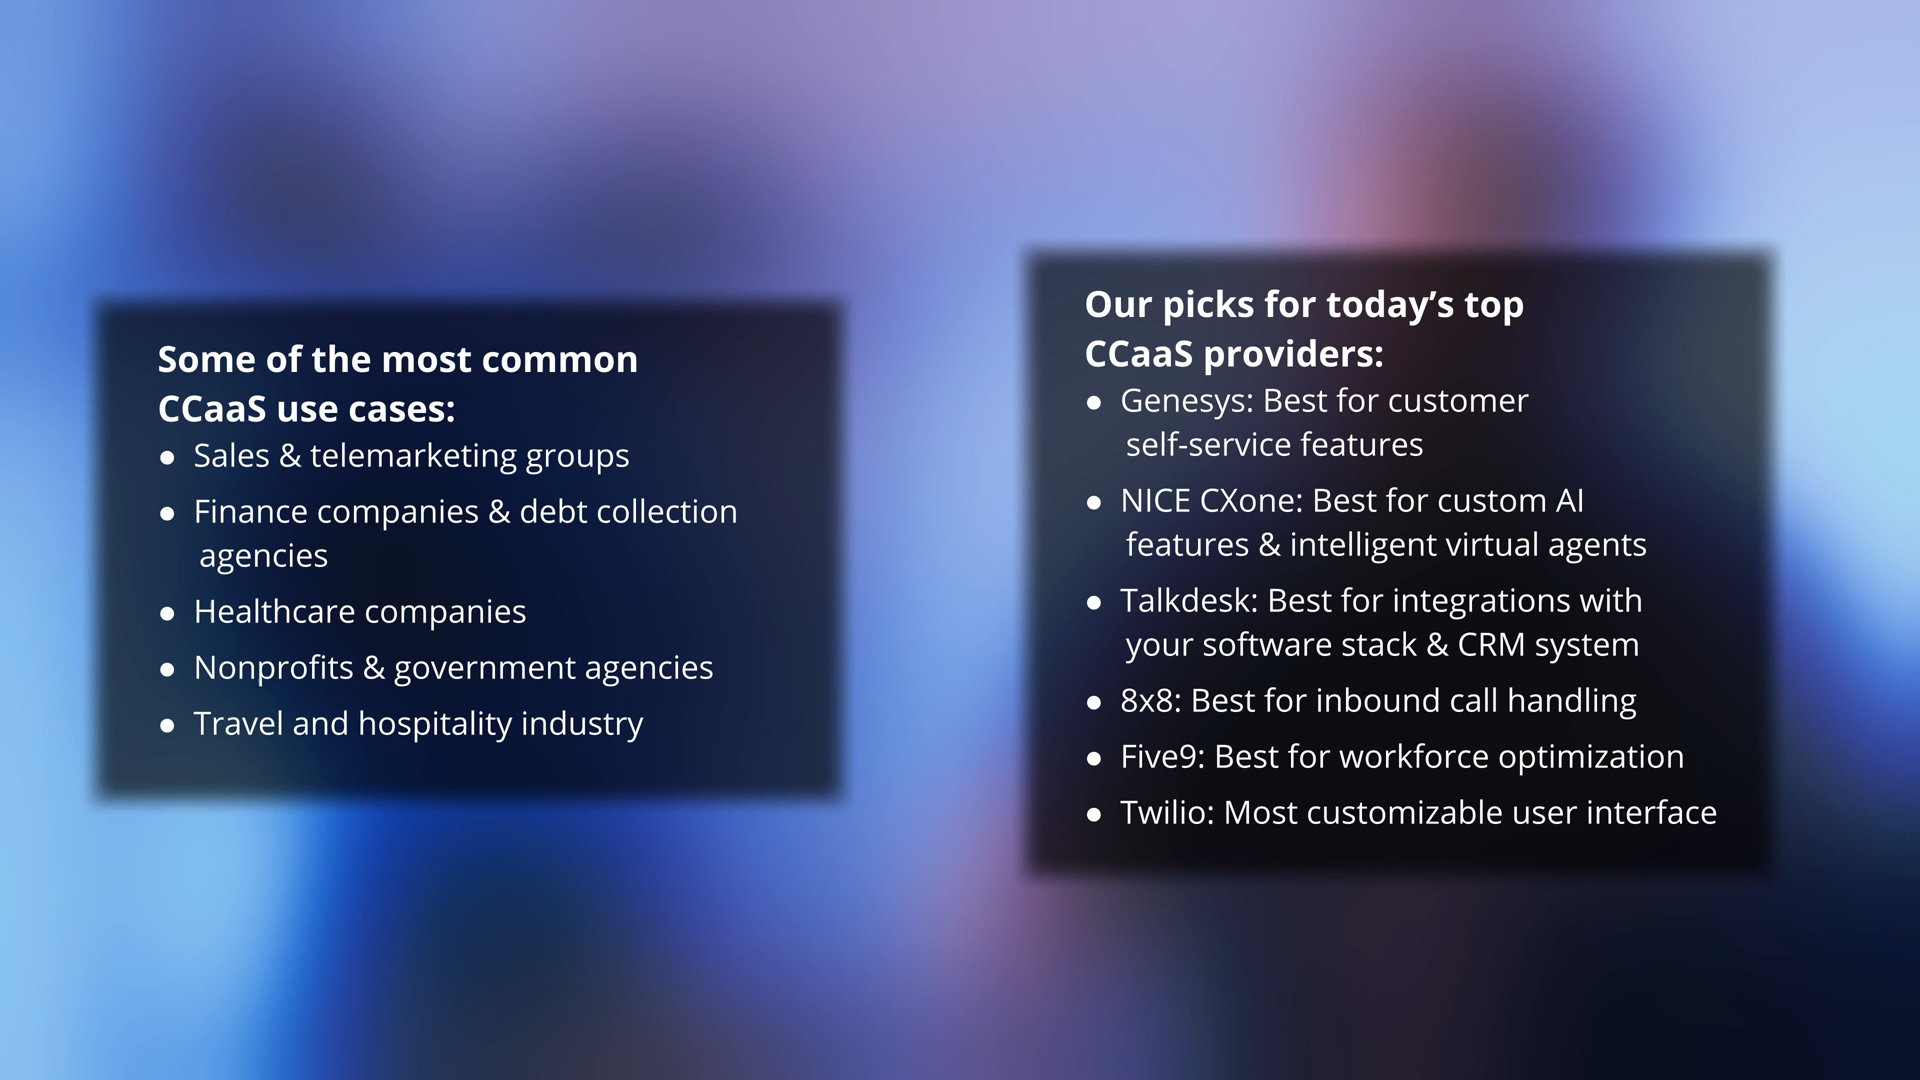 Some of the most common
CCaaS use cases:
● Sales & telemarketing groups
● Finance companies & debt collection
agencies
● Healthcare companies
● Nonprofits & government agencies
● Travel and hospitality industry
Our picks for today’s top
CCaaS providers:
● Genesys: Best for customer
self-service features
● NICE CXone: Best for custom AI
features & intelligent virtual agents
● Talkdesk: Best for integrations with
your software stack & CRM system
● 8x8: Best for inbound call handling
● Five9: Best for workforce optimization
● Twilio: Most customizable user interface